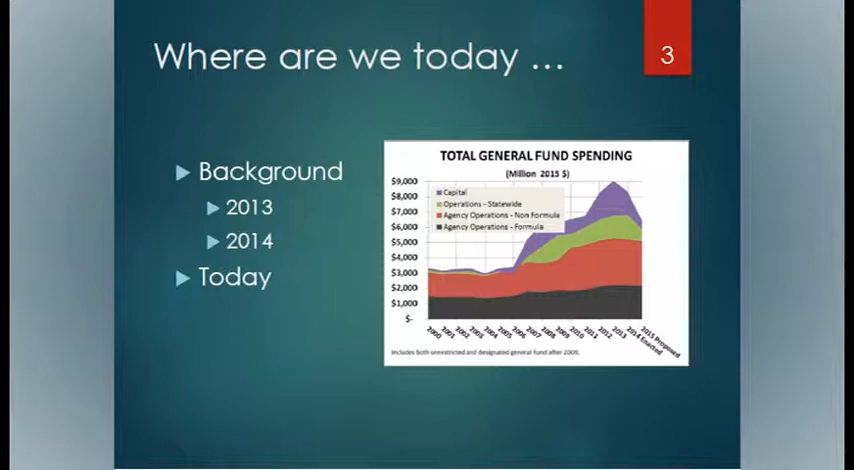 Where are we today …
3
Background
2013
2014
Today
TOTAL GENERAL FUND SPENDING
(Million 2015 $)
$9,000
$8,000
$7,000
$6,000
$5,000
$4,000
$3,000
$2,000
$1,000
$-
Capital
Operations - Statewide
Agency Operations - Non Formula
Agency Operations - Formula
2000
2001
2002
2003
2004
2005
2006
2007
2008
2009
2010
2011
2012
2013
2014 Enacted
2015 Proposed
Includes both unrestricted and designated general fund after 2009.